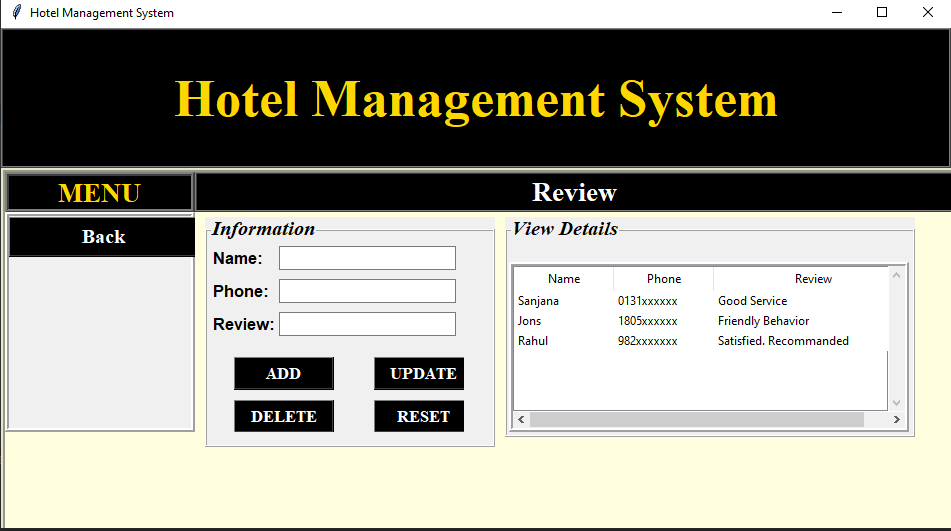 Hotel Management System
Hotel Management System
MENU
Review
Back
Information
Name:
Phone:
Review:
ADD
UPDATE
DELETE
RESET
View Details
Name Phone Review
Sanjana 0131xxxxxx Good Service
Jons 1805xxxxxx Friendly Behavior
Rahul 982xxxxxxx Satisfied. Recommanded